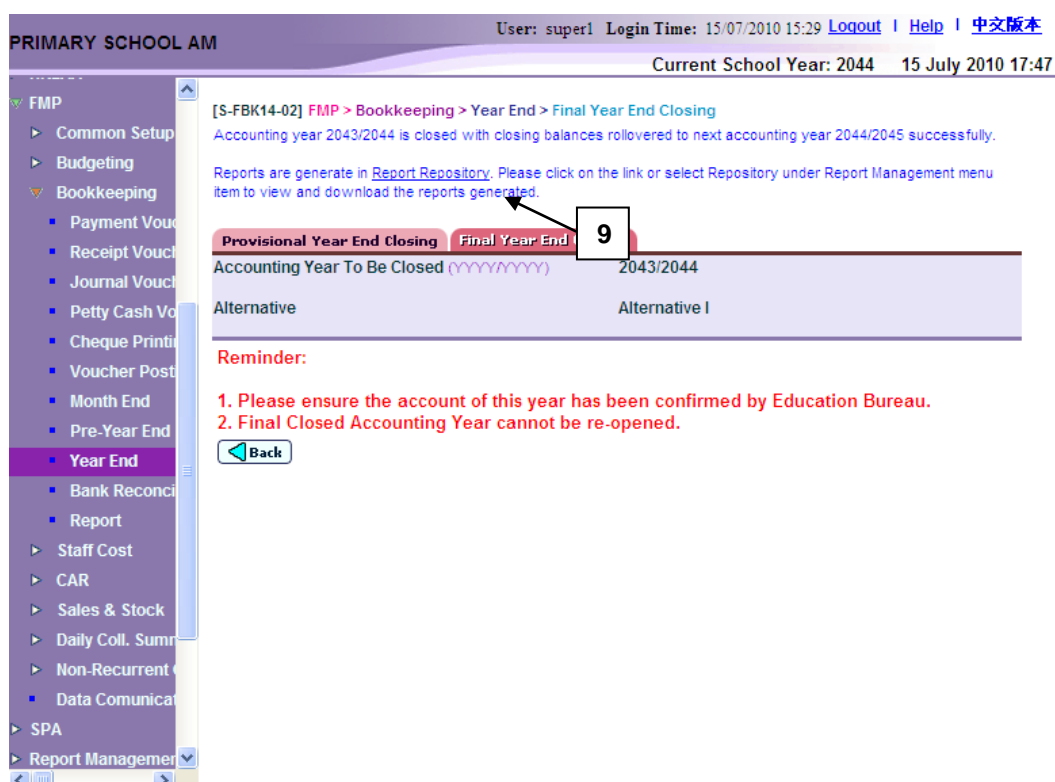 PRIMARY SCHOOL AM
User: super1 Login Time: 15/07/2010 15:29 Logout | Help | 中文版本
Current School Year: 2044 15 July 2010 17:47
FMP
Common Setup
Budgeting
Bookkeeping
Payment Vouc
Receipt Vouch
Journal Vouch
Petty Cash Vo
Cheque Printin
Voucher Posti
Month End
Pre-Year End
Year End
Bank Reconci
Report
Staff Cost
CAR
Sales & Stock
Daily Coll. Summ
Non-Recurrent
Data Comunicat
SPA
Report Managemen
[S-FBK14-02] FMP > Bookkeeping > Year End > Final Year End Closing
Accounting year 2043/2044 is closed with closing balances rollovered to next accounting year 2044/2045 successfully.
Reports are generate in Report Repository. Please click on the link or select Repository under Report Management menu
item to view and download the reports generated.
9
Provisional Year End Closing Final Year End
Accounting Year To Be Closed (YYYY/YYYY) 2043/2044
Alternative Alternative I
Reminder:
1. Please ensure the account of this year has been confirmed by Education Bureau.
2. Final Closed Accounting Year cannot be re-opened.
Back